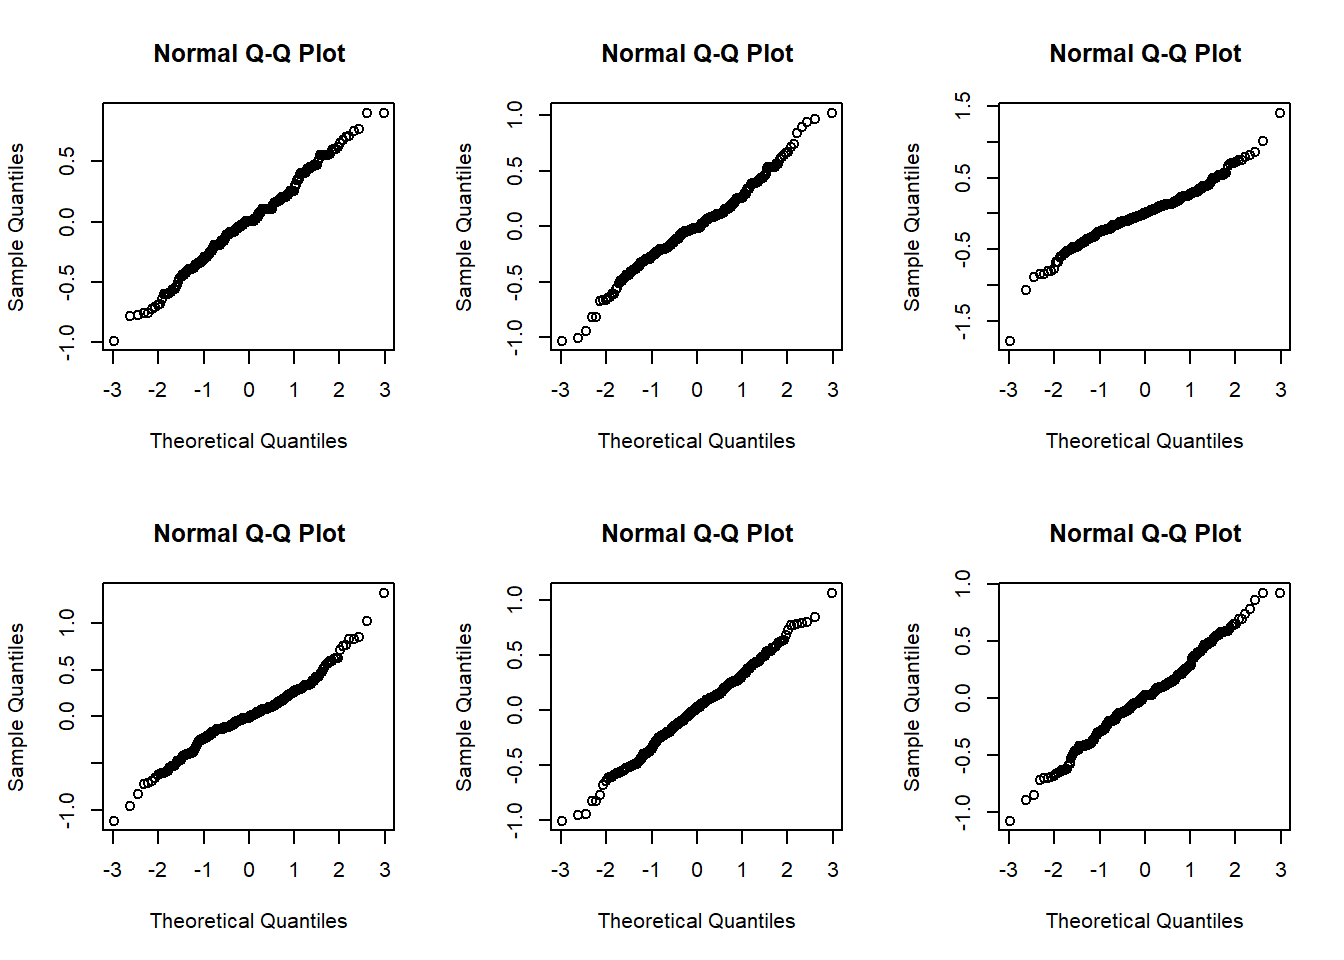 Normal Q-Q Plot
Sample Quantiles
-1.0 -0.5 0.0 0.5
-3 -2 -1 0 1 2 3
Theoretical Quantiles
Normal Q-Q Plot
Sample Quantiles
-1.0 -0.5 0.0 0.5 1.0
-3 -2 -1 0 1 2 3
Theoretical Quantiles
Normal Q-Q Plot
Sample Quantiles
-1.5 -0.5 0.5 1.5
-3 -2 -1 0 1 2 3
Theoretical Quantiles
Normal Q-Q Plot
Sample Quantiles
-1.0 0.0 0.5 1.0
-3 -2 -1 0 1 2 3
Theoretical Quantiles
Normal Q-Q Plot
Sample Quantiles
-1.0 -0.5 0.0 0.5 1.0
-3 -2 -1 0 1 2 3
Theoretical Quantiles
Normal Q-Q Plot
Sample Quantiles
-1.0 -0.5 0.0 0.5 1.0
-3 -2 -1 0 1 2 3
Theoretical Quantiles